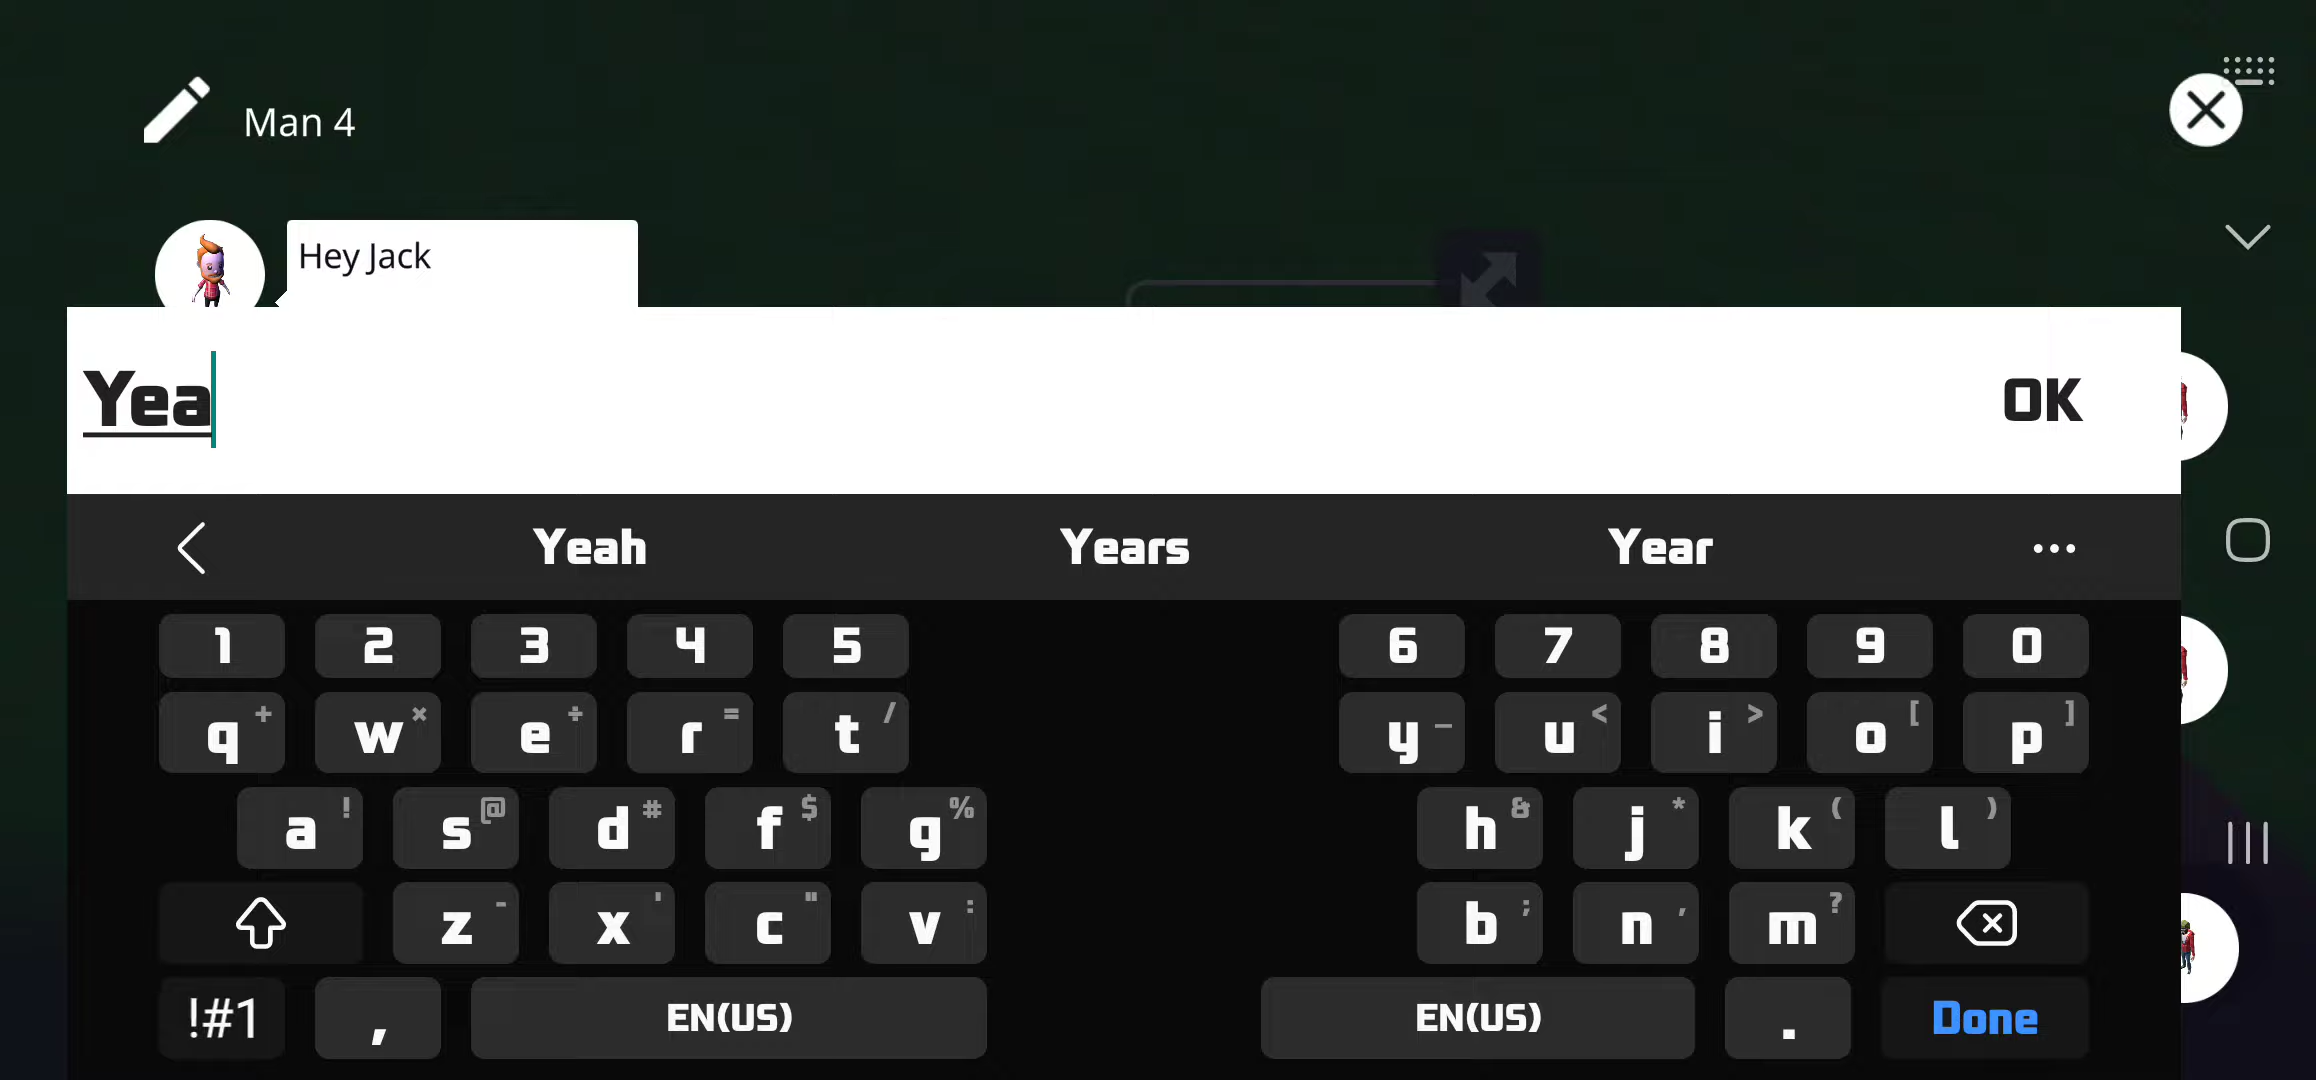 Man 4
Hey Jack
Yea
OK
Yeah Years Year
1 2 3 4 5 6 7 8 9 0
q + w × e ÷ r = t / y _ u < i > o [ p ]
a ! s @ d # f $ g % h & j * k ( l )
z - x ' c " v : b ; n , m ?
!#1 , EN(US) EN(US) . Done